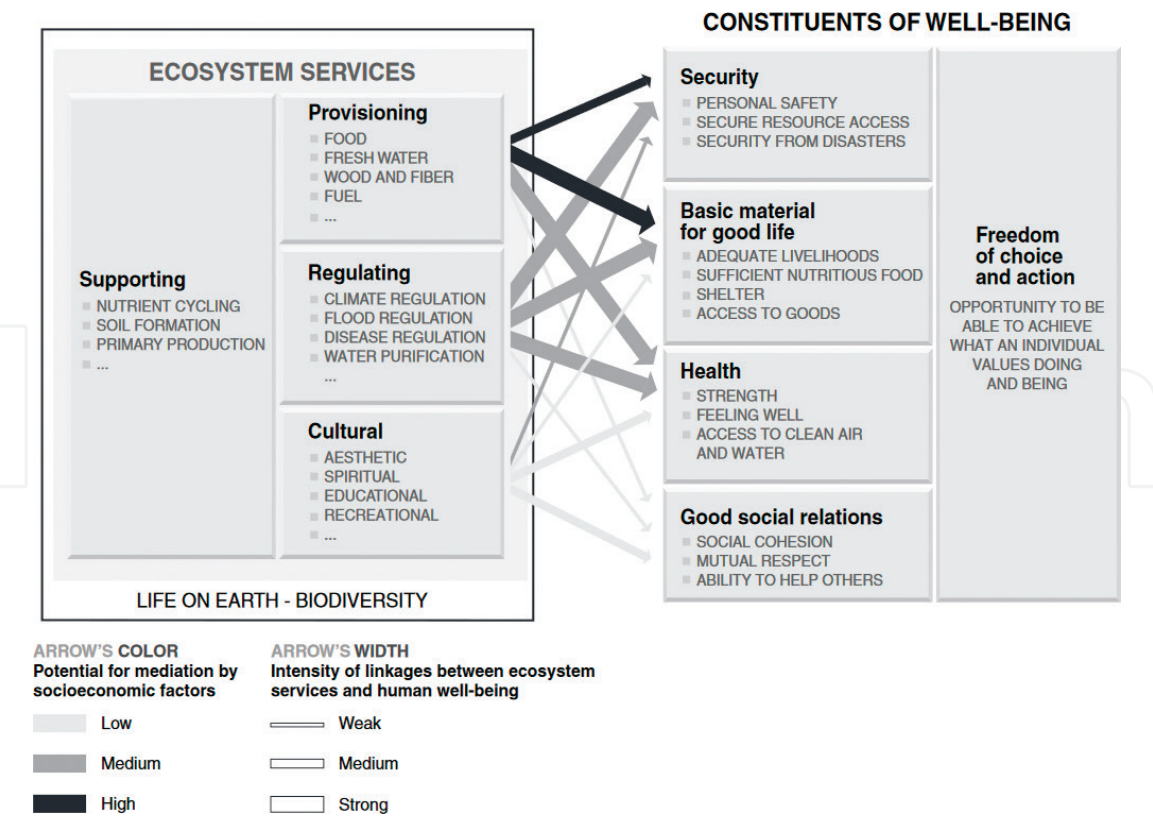 CONSTITUENTS OF WELL-BEING
ECOSYSTEM SERVICES
Supporting
NUTRIENT CYCLING
SOIL FORMATION
PRIMARY PRODUCTION
...
Provisioning
FOOD
FRESH WATER
WOOD AND FIBER
FUEL
...
Regulating
CLIMATE REGULATION
FLOOD REGULATION
DISEASE REGULATION
WATER PURIFICATION
...
Cultural
AESTHETIC
SPIRITUAL
EDUCATIONAL
RECREATIONAL
...
LIFE ON EARTH - BIODIVERSITY
Security
PERSONAL SAFETY
SECURE RESOURCE ACCESS
SECURITY FROM DISASTERS
Basic material
for good life
ADEQUATE LIVELIHOODS
SUFFICIENT NUTRITIOUS FOOD
SHELTER
ACCESS TO GOODS
Health
STRENGTH
FEELING WELL
ACCESS TO CLEAN AIR
AND WATER
Good social relations
SOCIAL COHESION
MUTUAL RESPECT
ABILITY TO HELP OTHERS
Freedom
of choice
and action
OPPORTUNITY TO BE
ABLE TO ACHIEVE
WHAT AN INDIVIDUAL
VALUES DOING
AND BEING
ARROW'S COLOR
Potential for mediation by
socioeconomic factors
Low
Medium
High
ARROW'S WIDTH
Intensity of linkages between ecosystem
services and human well-being
Weak
Medium
Strong